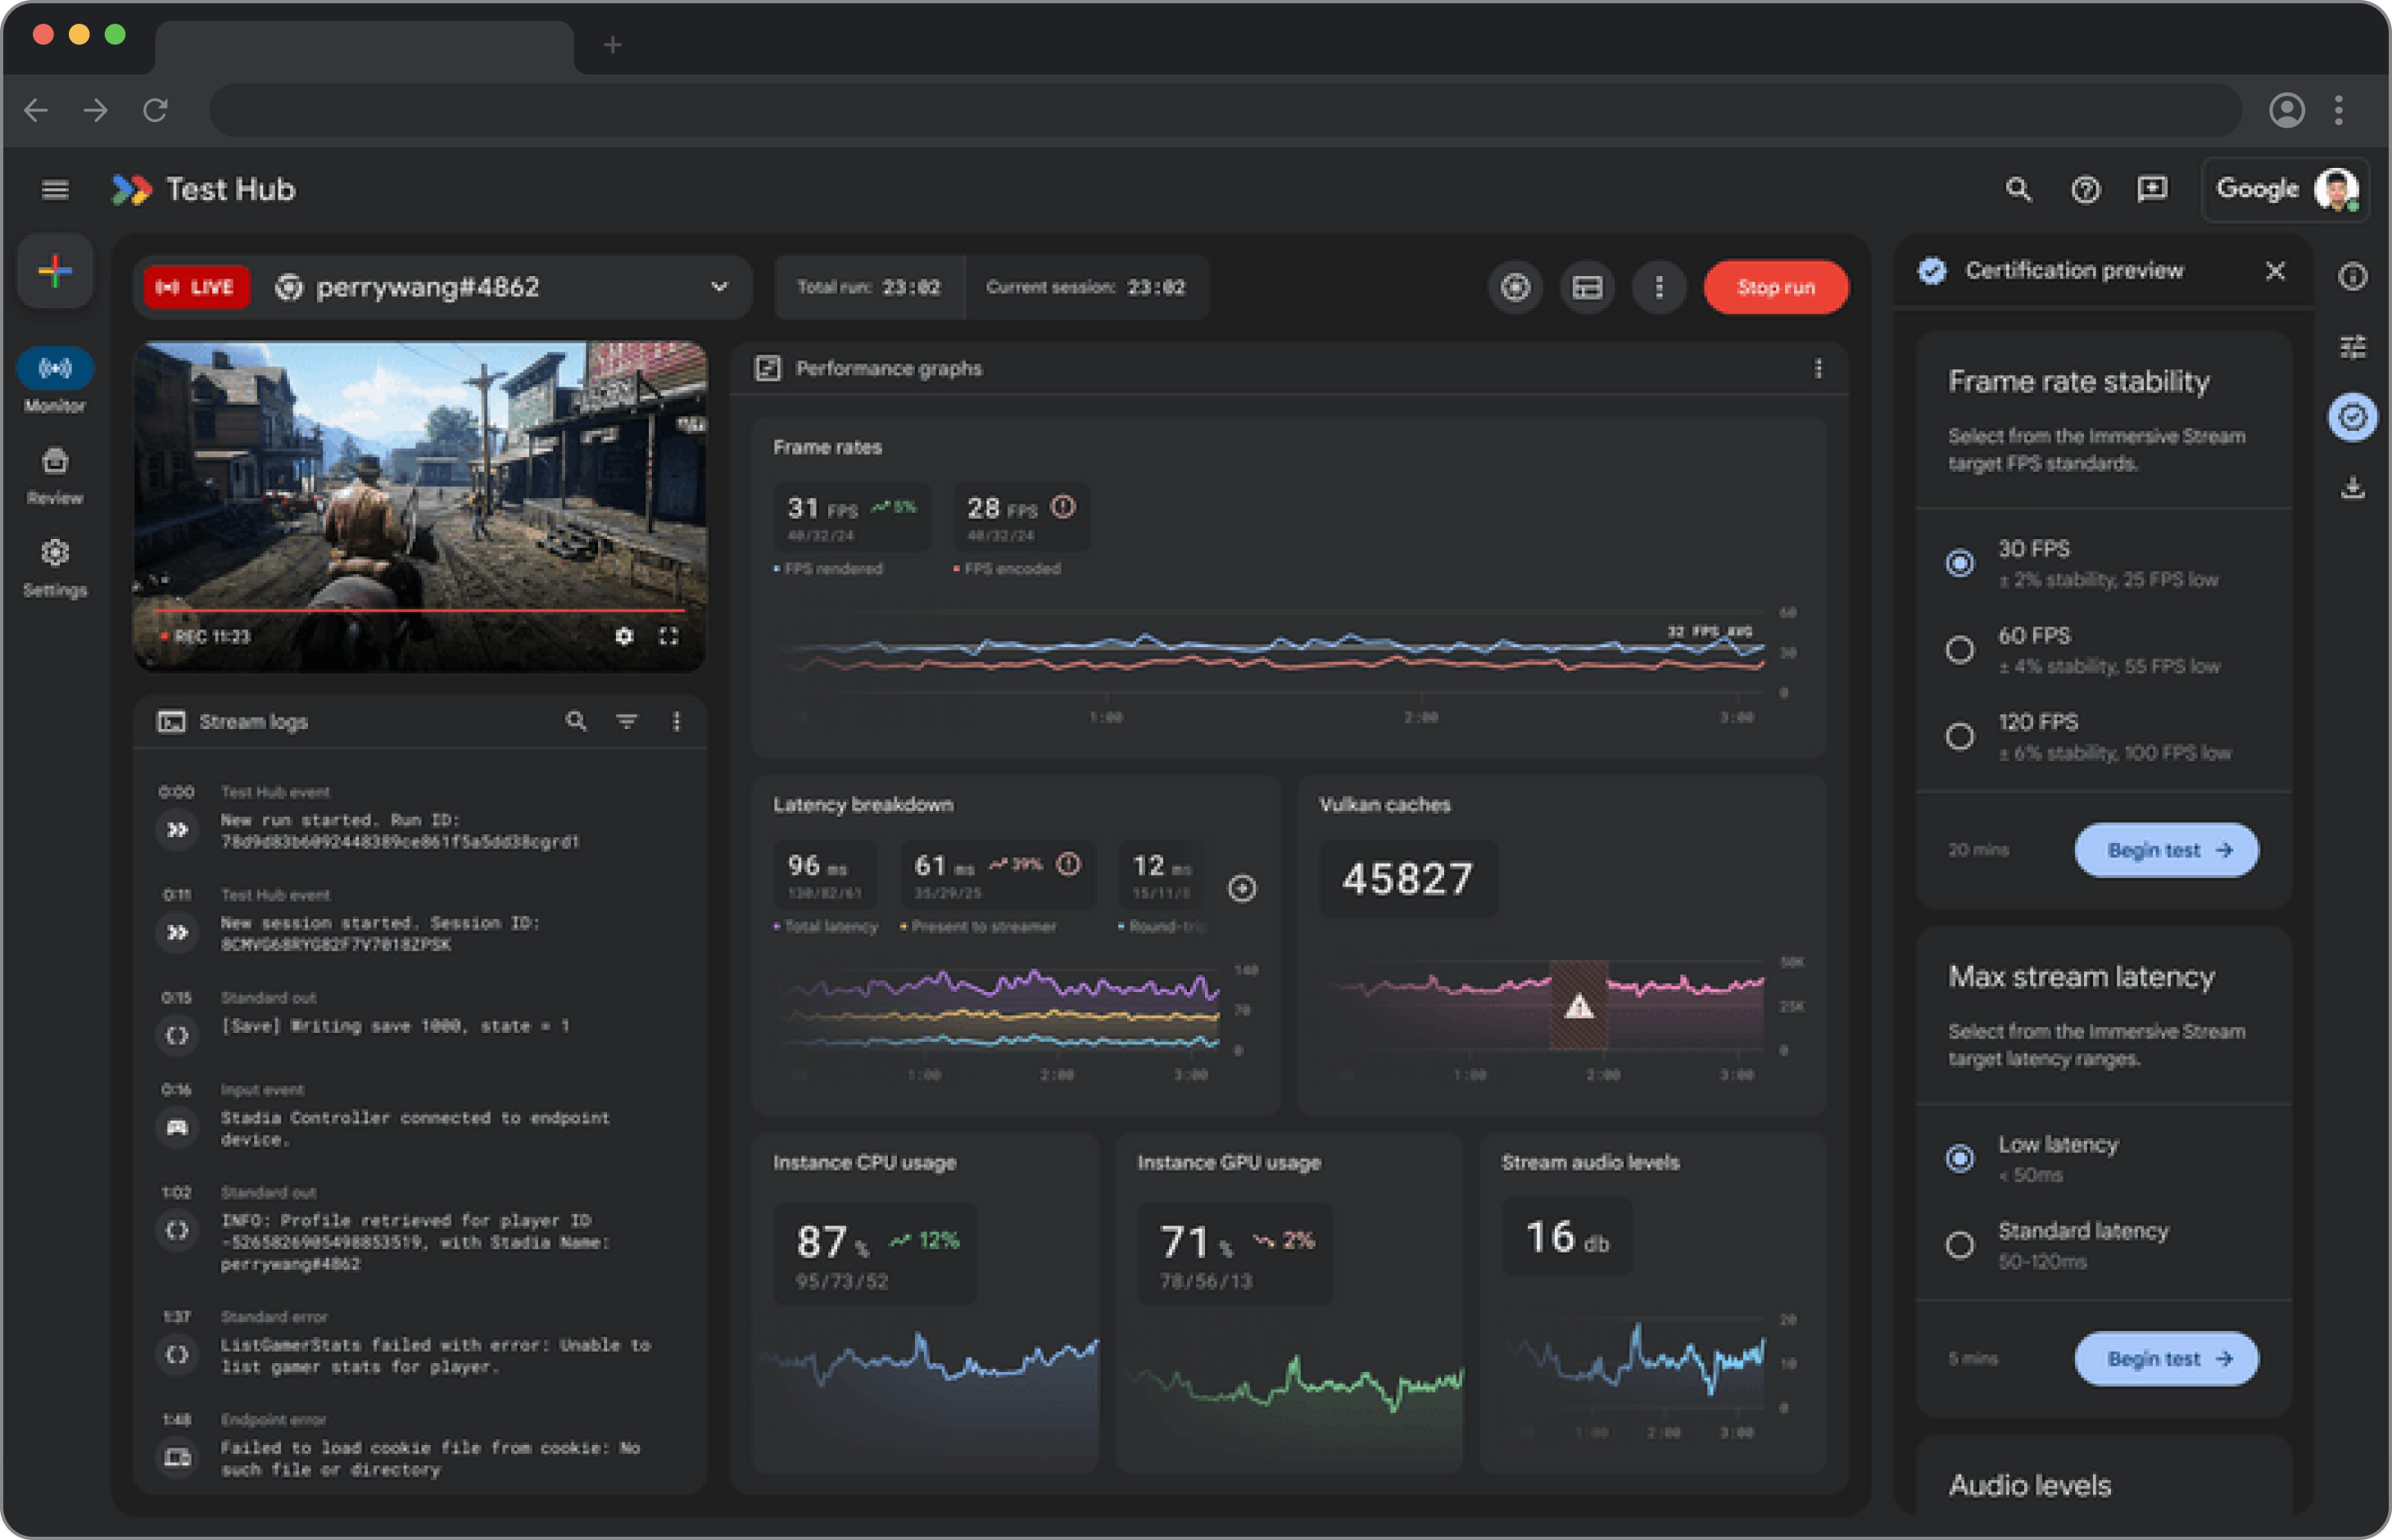 Test Hub
Google
LIVE
perrywang#4862
Total run: 23:02
Current session: 23:02
Stop run
Monitor
Review
Settings
REC 11:23
Stream logs
0:00 Test Hub event
New run started. Run ID:
78d9d83b6092448389ce861f5a5dd38cgrd1
0:11 Test Hub event
New session started. Session ID:
8CMVG68RYG82F7V7018ZPSK
0:15 Standard out
[Save] Writing save 1000, state = 1
0:16 Input event
Stadia Controller connected to endpoint
device.
1:02 Standard out
INFO: Profile retrieved for player ID
-5265826905498853519, with Stadia Name:
perrywang#4862
1:37 Standard error
ListGamerStats failed with error: Unable to
list gamer stats for player.
1:48 Endpoint error
Failed to load cookie file from cookie: No
such file or directory
Performance graphs
Frame rates
31 FPS 5%
40/32/24
FPS rendered
28 FPS
40/32/24
FPS encoded
32 FPS AVG
60
30
0
1:00 2:00 3:00
Latency breakdown
96 ms
130/82/61
Total latency
61 ms 39%
35/29/25
Present to streamer
12 ms
15/11/
Round-tri
140
70
0
1:00 2:00 3:00
Vulkan caches
45827
50K
25K
0
1:00 2:00 3:00
Instance CPU usage
87 % 12%
95/73/52
Instance GPU usage
71 % 2%
78/56/13
Stream audio levels
16 db
20
10
0
1:00 2:00 3:00
Certification preview
Frame rate stability
Select from the Immersive Stream
target FPS standards.
30 FPS
± 2% stability, 25 FPS low
60 FPS
± 4% stability, 55 FPS low
120 FPS
± 6% stability, 100 FPS low
20 mins
Begin test
Max stream latency
Select from the Immersive Stream
target latency ranges.
Low latency
< 50ms
Standard latency
50-120ms
5 mins
Begin test
Audio levels